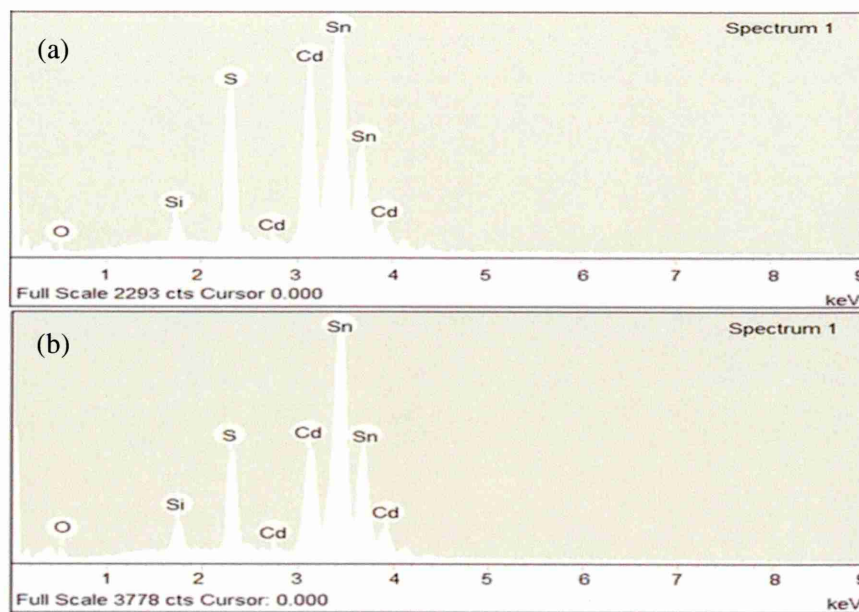 (a)
Spectrum 1
Sn
Cd
S
Sn
Si
Cd
Cd
O
1 2 3 4 5 6 7 8 9
Full Scale 2293 cts Cursor 0.000
keV
(b)
Spectrum 1
Sn
S
Cd
Sn
Si
Cd
O
Cd
1 2 3 4 5 6 7 8 9
Full Scale 3778 cts Cursor: 0.000
keV